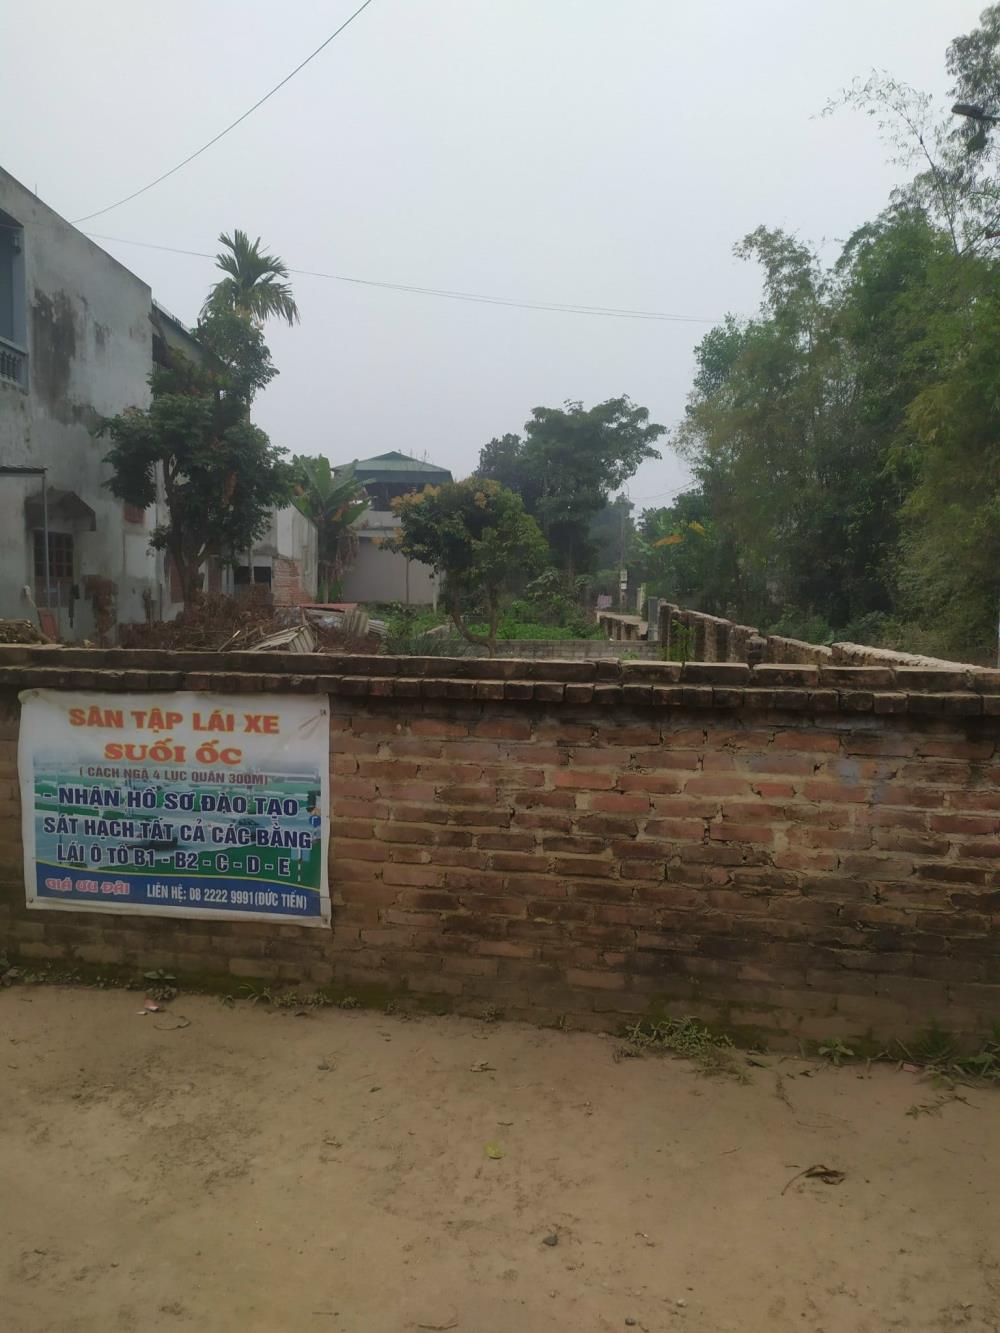 SÂN TẬP LÁI XE
SUỐI ỐC
( CÁCH NGÃ 4 LỤC QUÂN 300M)
- NHẬN HỒ SƠ ĐÀO TẠO
SÁT HẠCH TẤT CẢ CÁC BẰNG
LÁI Ô TÔ B1 - B2 - C - D - E
GIÁ ƯU ĐÃI LIÊN HỆ: 08 2222 9991 (ĐỨC TIẾN)